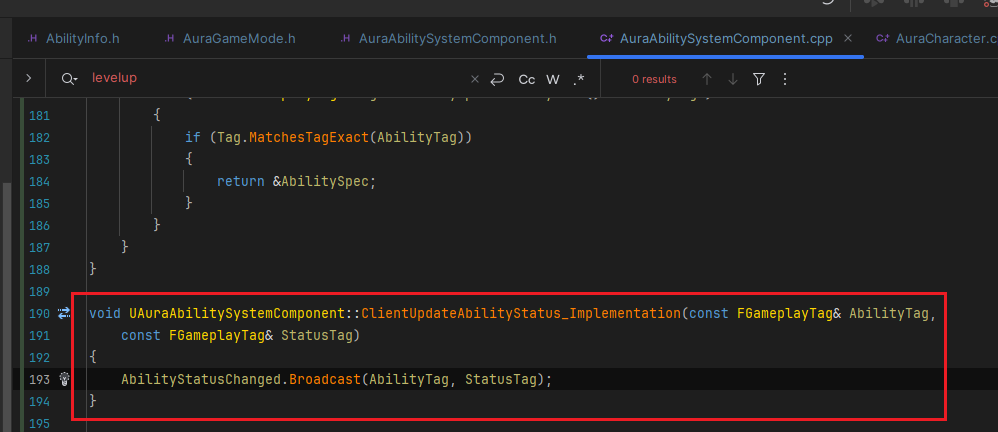 AbilityInfo.h
AuraGameMode.h
AuraAbilitySystemComponent.h
AuraAbilitySystemComponent.cpp
AuraCharacter.c
levelup
Cc W .*
0 results
181 {
182 if (Tag.MatchesTagExact(AbilityTag))
183 {
184 return &AbilitySpec;
185 }
186 }
187 }
188 }
189
190 void UAuraAbilitySystemComponent::ClientUpdateAbilityStatus_Implementation(const FGameplayTag& AbilityTag,
191 const FGameplayTag& StatusTag)
192 {
193 AbilityStatusChanged.Broadcast(AbilityTag, StatusTag);
194 }
195